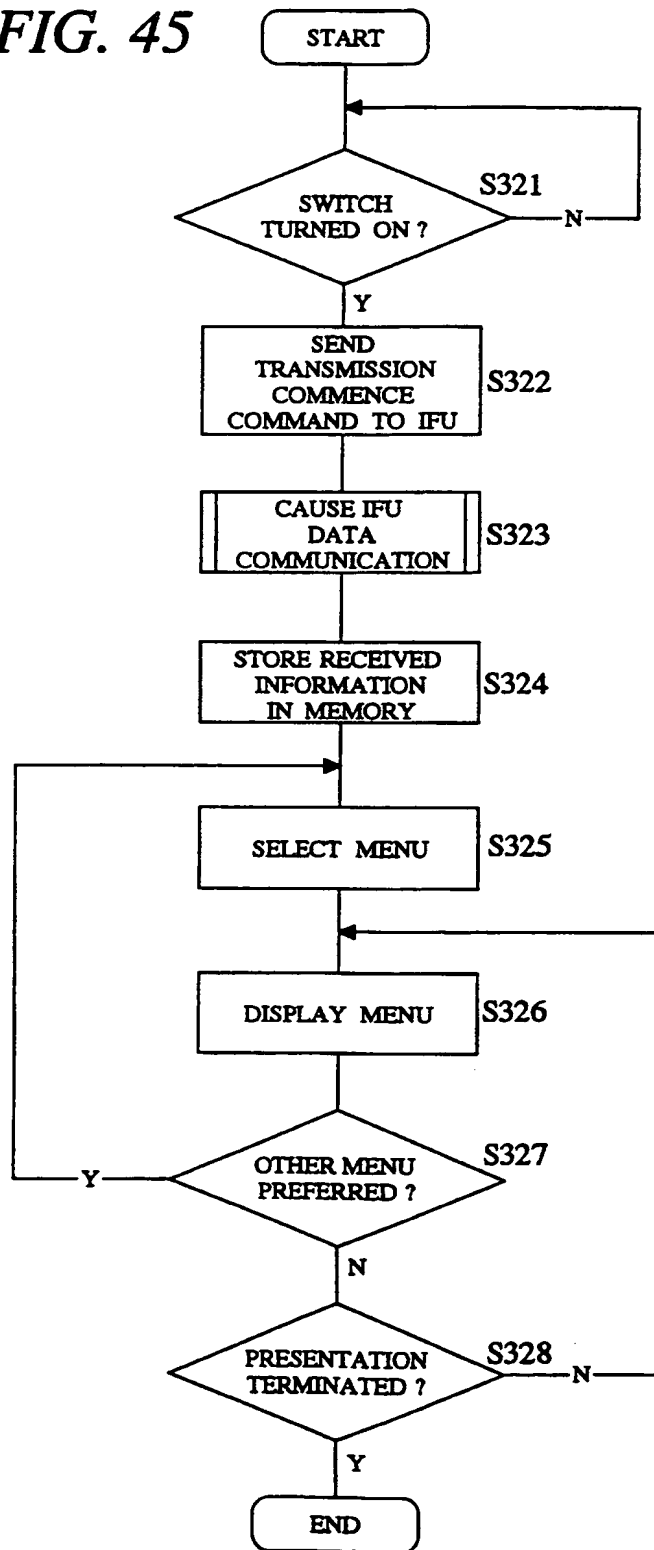 FIG. 45
START
S321
SWITCH
TURNED ON ?
N
Y
SEND
TRANSMISSION
COMMENCE
COMMAND TO IFU
S322
CAUSE IFU
DATA
COMMUNICATION
S323
STORE RECEIVED
INFORMATION
IN MEMORY
S324
SELECT MENU
S325
DISPLAY MENU
S326
OTHER MENU
PREFERRED ?
S327
Y
N
PRESENTATION
TERMINATED ?
S328
N
Y
END